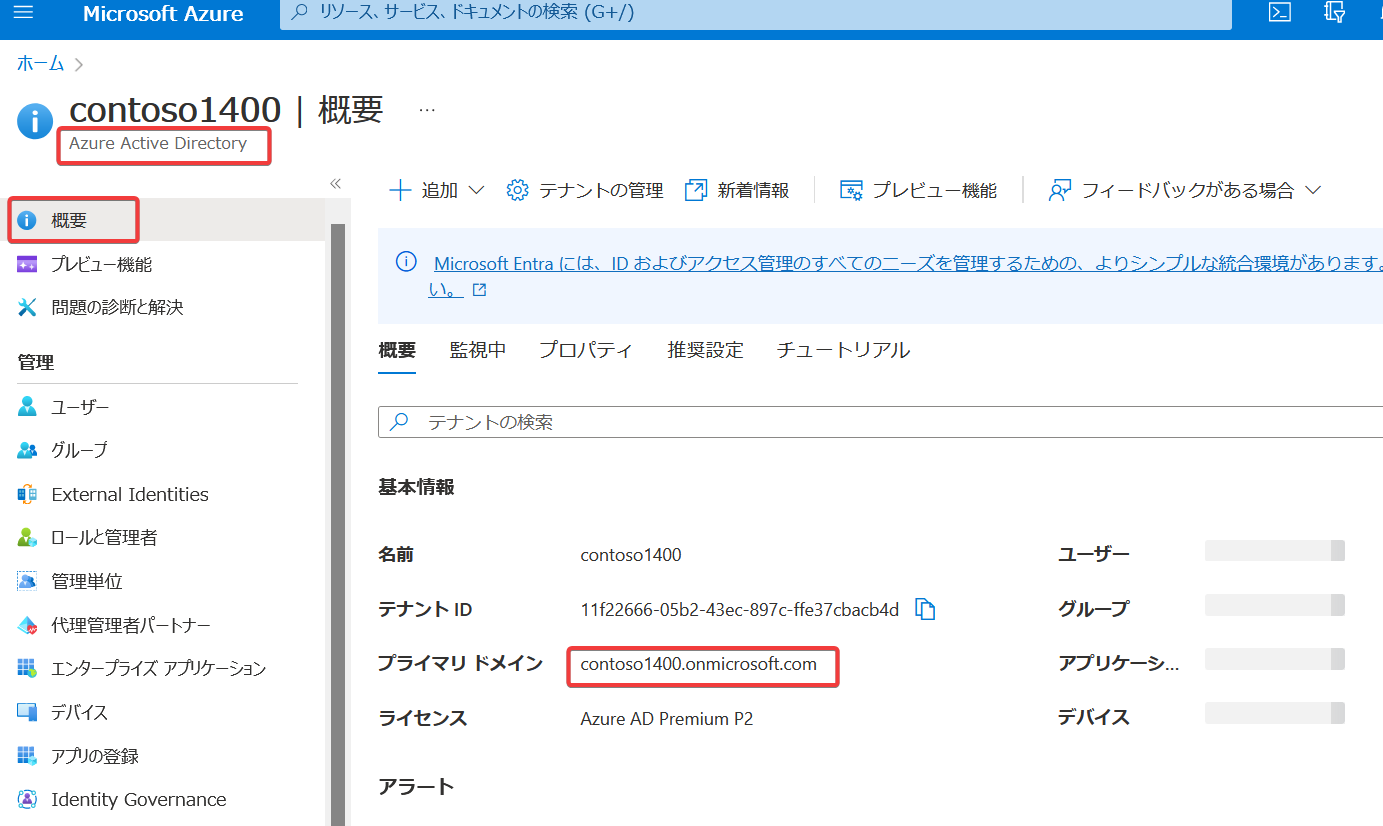 Microsoft Azure
リソース、サービス、ドキュメントの検索 (G+/)
ホーム
contoso1400 | 概要 …
Azure Active Directory
«
追加
テナントの管理
新着情報
プレビュー機能
フィードバックがある場合
概要
プレビュー機能
問題の診断と解決
管理
ユーザー
グループ
External Identities
ロールと管理者
管理単位
代理管理者パートナー
エンタープライズ アプリケーション
デバイス
アプリの登録
Identity Governance
Microsoft Entra には、ID およびアクセス管理のすべてのニーズを管理するための、よりシンプルな統合環境があります。
い。
概要 監視中 プロパティ 推奨設定 チュートリアル
テナントの検索
基本情報
名前 contoso1400 ユーザー
テナント ID 11f22666-05b2-43ec-897c-ffe37cbacb4d グループ
プライマリ ドメイン contoso1400.onmicrosoft.com アプリケーシ...
ライセンス Azure AD Premium P2 デバイス
アラート